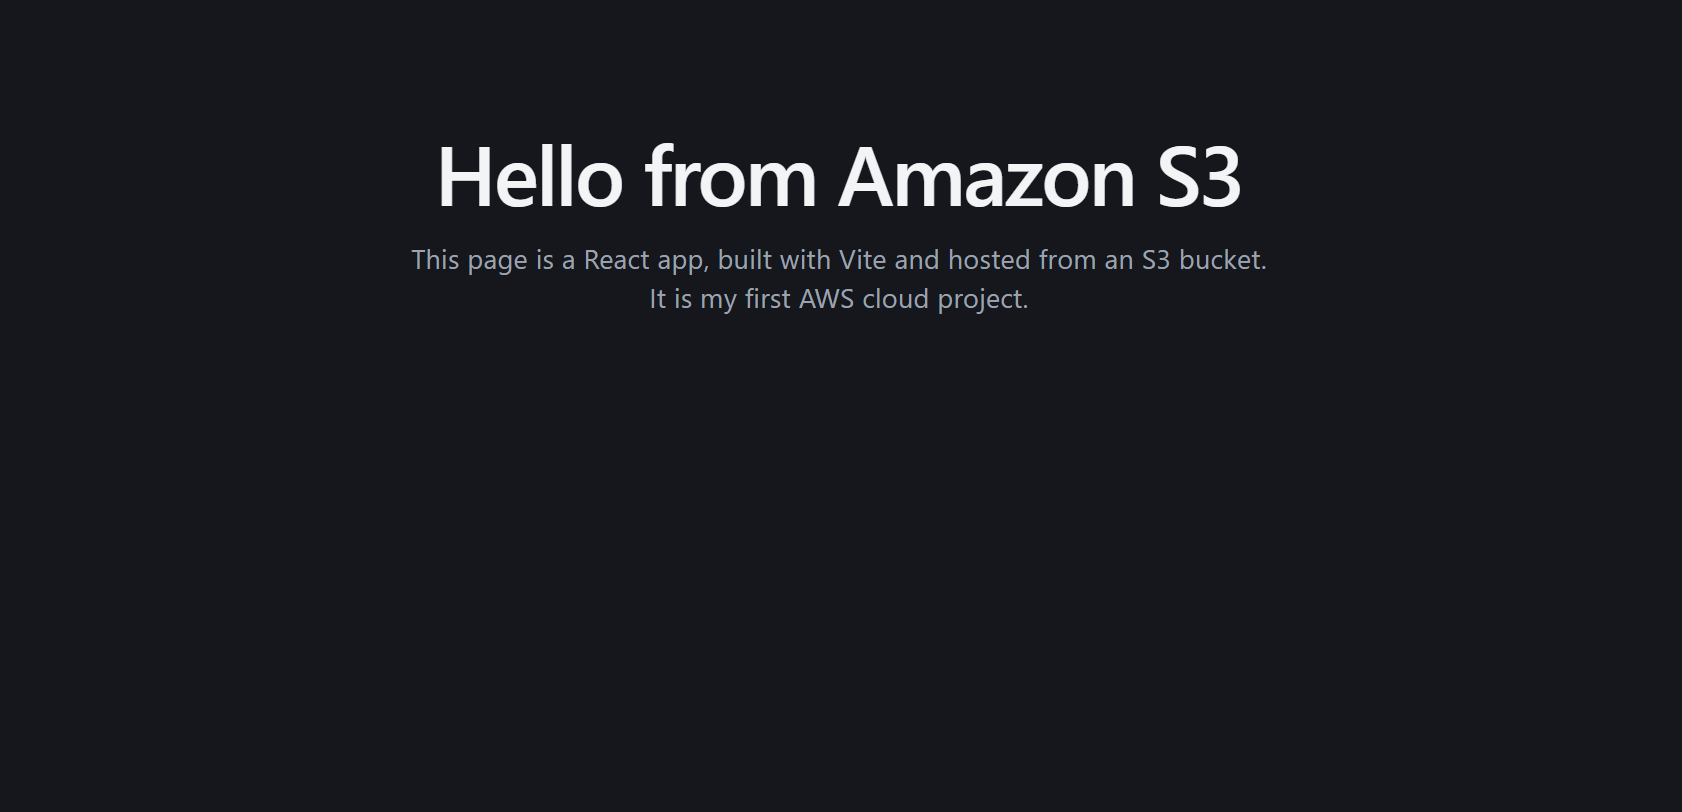 Hello from Amazon S3
This page is a React app, built with Vite and hosted from an S3 bucket.
It is my first AWS cloud project.